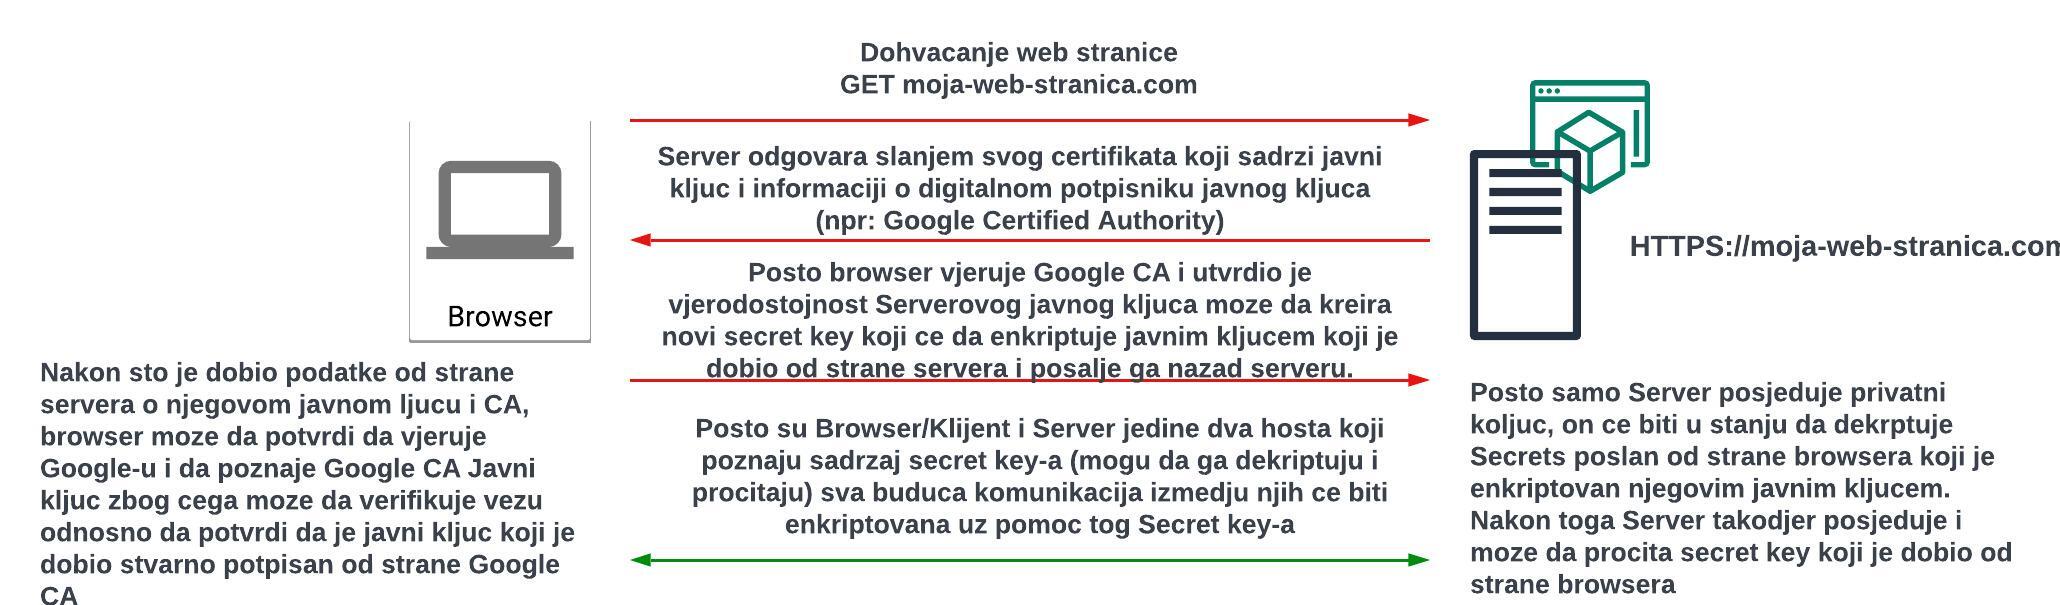 Dohvacanje web stranice
GET moja-web-stranica.com
Server odgovara slanjem svog certifikata koji sadrzi javni
kljuc i informaciji o digitalnom potpisniku javnog kljuca
(npr: Google Certified Authority)
HTTPS://moja-web-stranica.com
Posto browser vjeruje Google CA i utvrdio je
vjerodostojnost Serverovog javnog kljuca moze da kreira
novi secret key koji ce da enkriptuje javnim kljucem koji je
dobio od strane servera i posalje ga nazad serveru.
Browser
Nakon sto je dobio podatke od strane
servera o njegovom javnom ljucu i CA,
browser moze da potvrdi da vjeruje
Google-u i da poznaje Google CA Javni
kljuc zbog cega moze da verifikuje vezu
odnosno da potvrdi da je javni kljuc koji je
dobio stvarno potpisan od strane Google
CA
Posto su Browser/Klijent i Server jedine dva hosta koji
poznaju sadrzaj secret key-a (mogu da ga dekriptuju i
procitaju) sva buduca komunikacija izmedju njih ce biti
enkriptovana uz pomoc tog Secret key-a
Posto samo Server posjeduje privatni
koljuc, on ce biti u stanju da dekrptuje
Secrets poslan od strane browsera koji je
enkriptovan njegovim javnim kljucem.
Nakon toga Server takodjer posjeduje i
moze da procita secret key koji je dobio od
strane browsera